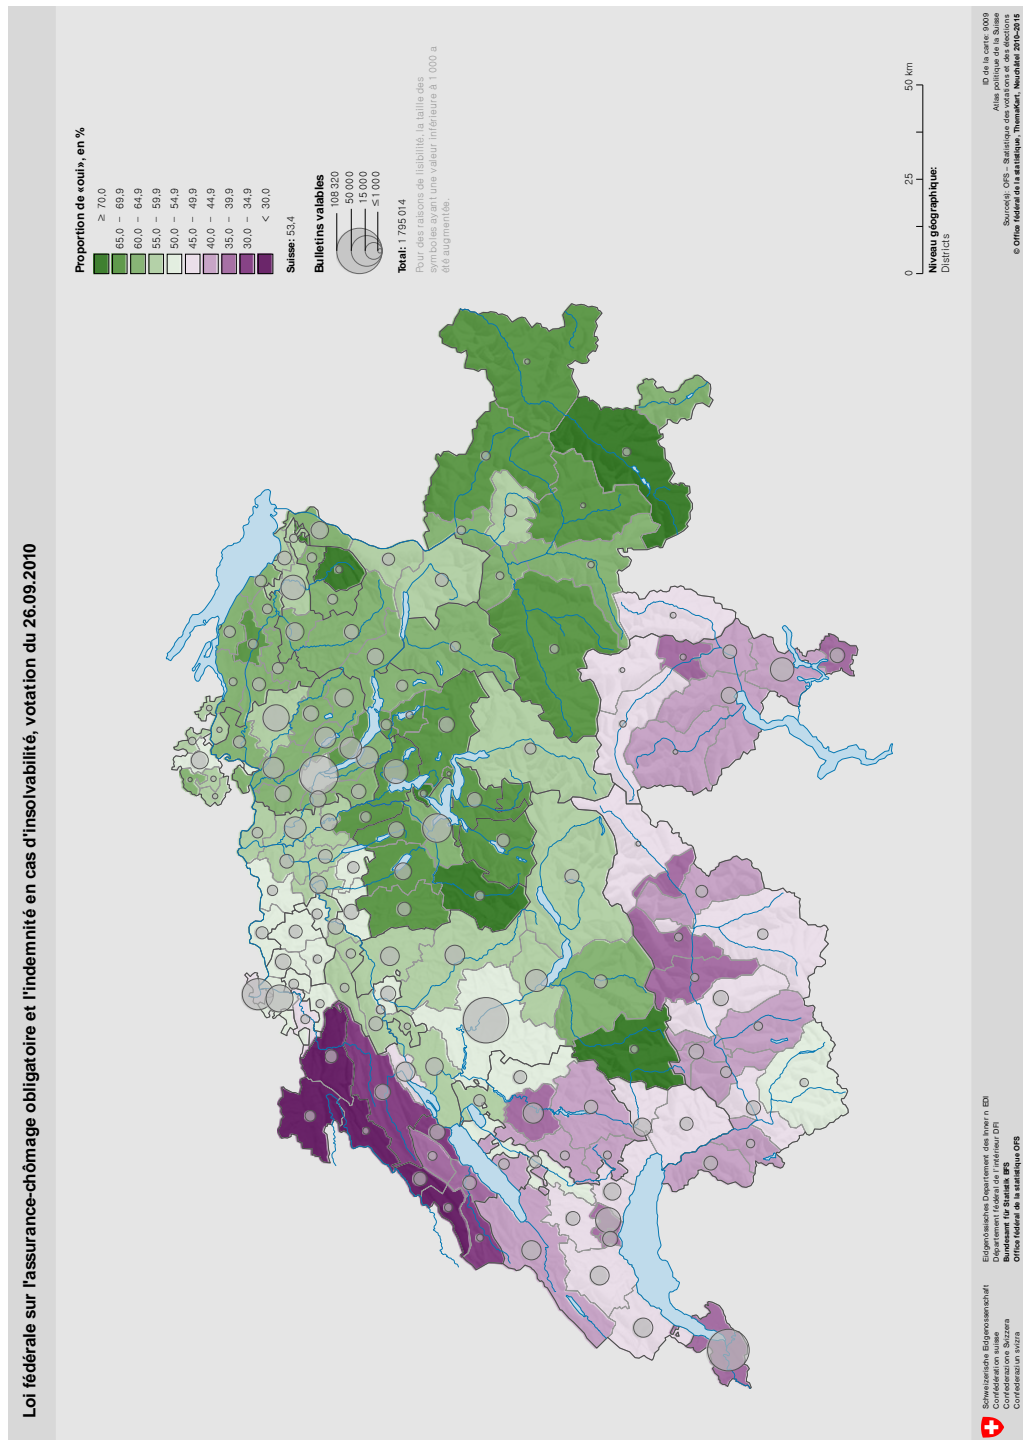 Loi fédérale sur l'assurance-chômage obligatoire et l'indemnité en cas d'insolvabilité, votation du 26.09.2010
Proportion de «oui», en %
≥ 70,0
65,0 – 69,9
60,0 – 64,9
55,0 – 59,9
50,0 – 54,9
45,0 – 49,9
40,0 – 44,9
35,0 – 39,9
30,0 – 34,9
< 30,0
Suisse: 53,4
Bulletins valables
108 320
50 000
15 000
≤ 1 000
Total: 1 795 014
Pour des raisons de lisibilité, la taille des
symboles ayant une valeur inférieure à 1 000 a
été augmentée.
0 25 50 km
Niveau géographique:
Districts
Schweizerische Eidgenossenschaft
Confédération suisse
Confederazione Svizzera
Confederaziun svizra
Eidgenössisches Departement des Innern EDI
Département fédéral de l'intérieur DFI
Bundesamt für Statistik BFS
Office fédéral de la statistique OFS
ID de la carte: 9009
Atlas politique de la Suisse
Source(s): OFS – Statistique des votations et des élections
© Office fédéral de la statistique, ThemaKart, Neuchâtel 2010–2015